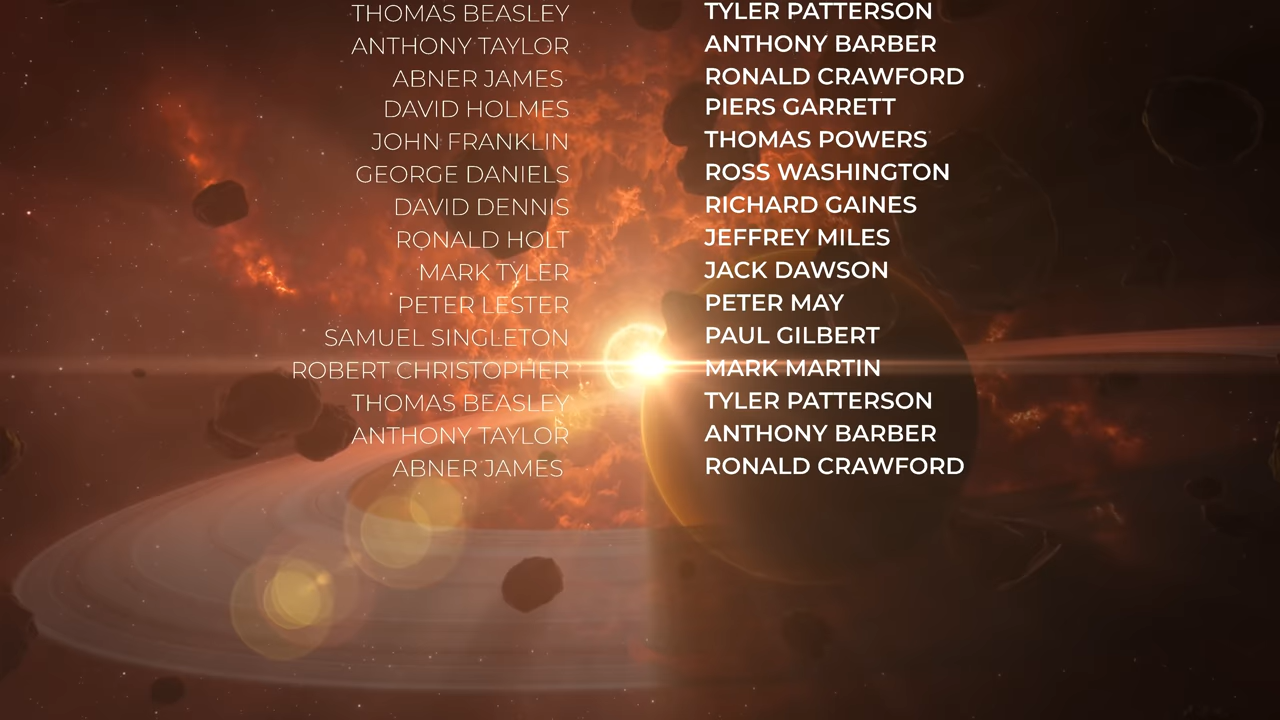 THOMAS BEASLEY TYLER PATTERSON
ANTHONY TAYLOR ANTHONY BARBER
ABNER JAMES RONALD CRAWFORD
DAVID HOLMES PIERS GARRETT
JOHN FRANKLIN THOMAS POWERS
GEORGE DANIELS ROSS WASHINGTON
DAVID DENNIS RICHARD GAINES
RONALD HOLT JEFFREY MILES
MARK TYLER JACK DAWSON
PETER LESTER PETER MAY
SAMUEL SINGLETON PAUL GILBERT
ROBERT CHRISTOPHER MARK MARTIN
THOMAS BEASLEY TYLER PATTERSON
ANTHONY TAYLOR ANTHONY BARBER
ABNER JAMES RONALD CRAWFORD